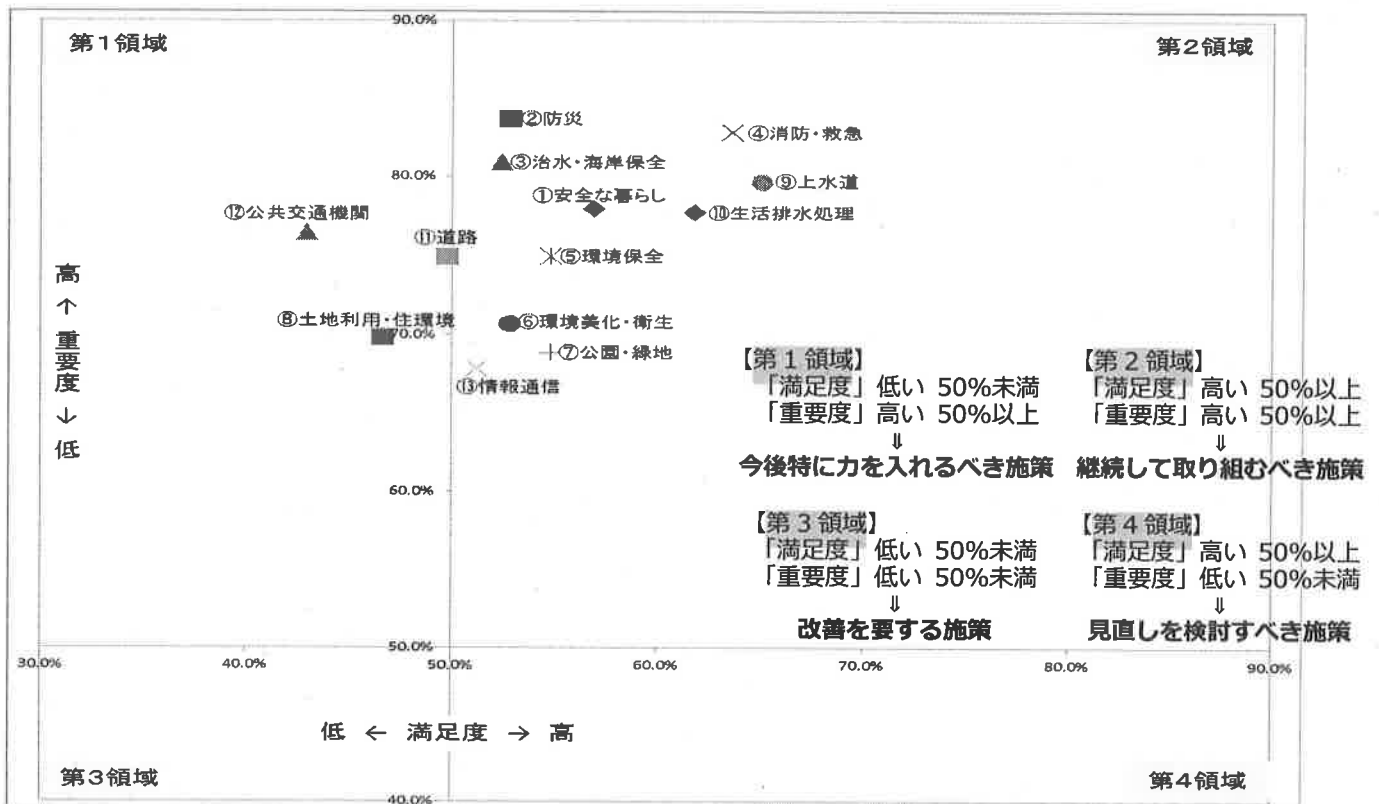 90.0%
第1領域
第2領域
②防災
④消防・救急
③治水・海岸保全
80.0%
⑨上水道
①安全な暮らし
⑫公共交通機関
⑩生活排水処理
⑪道路
⑤環境保全
高
↑
重要度
↓
低
⑧土地利用・住環境
70.0%
⑥環境美化・衛生
⑦公園・緑地
⑬情報通信
【第1領域】
「満足度」低い 50%未満
「重要度」高い 50%以上
⇓
今後特に力を入れるべき施策
【第2領域】
「満足度」高い 50%以上
「重要度」高い 50%以上
⇓
継続して取り組むべき施策
60.0%
【第3領域】
「満足度」低い 50%未満
「重要度」低い 50%未満
⇓
改善を要する施策
【第4領域】
「満足度」高い 50%以上
「重要度」低い 50%未満
⇓
見直しを検討すべき施策
50.0%
30.0% 40.0% 50.0% 60.0% 70.0% 80.0% 90.0%
低 ← 満足度 → 高
第3領域
第4領域
40.0%